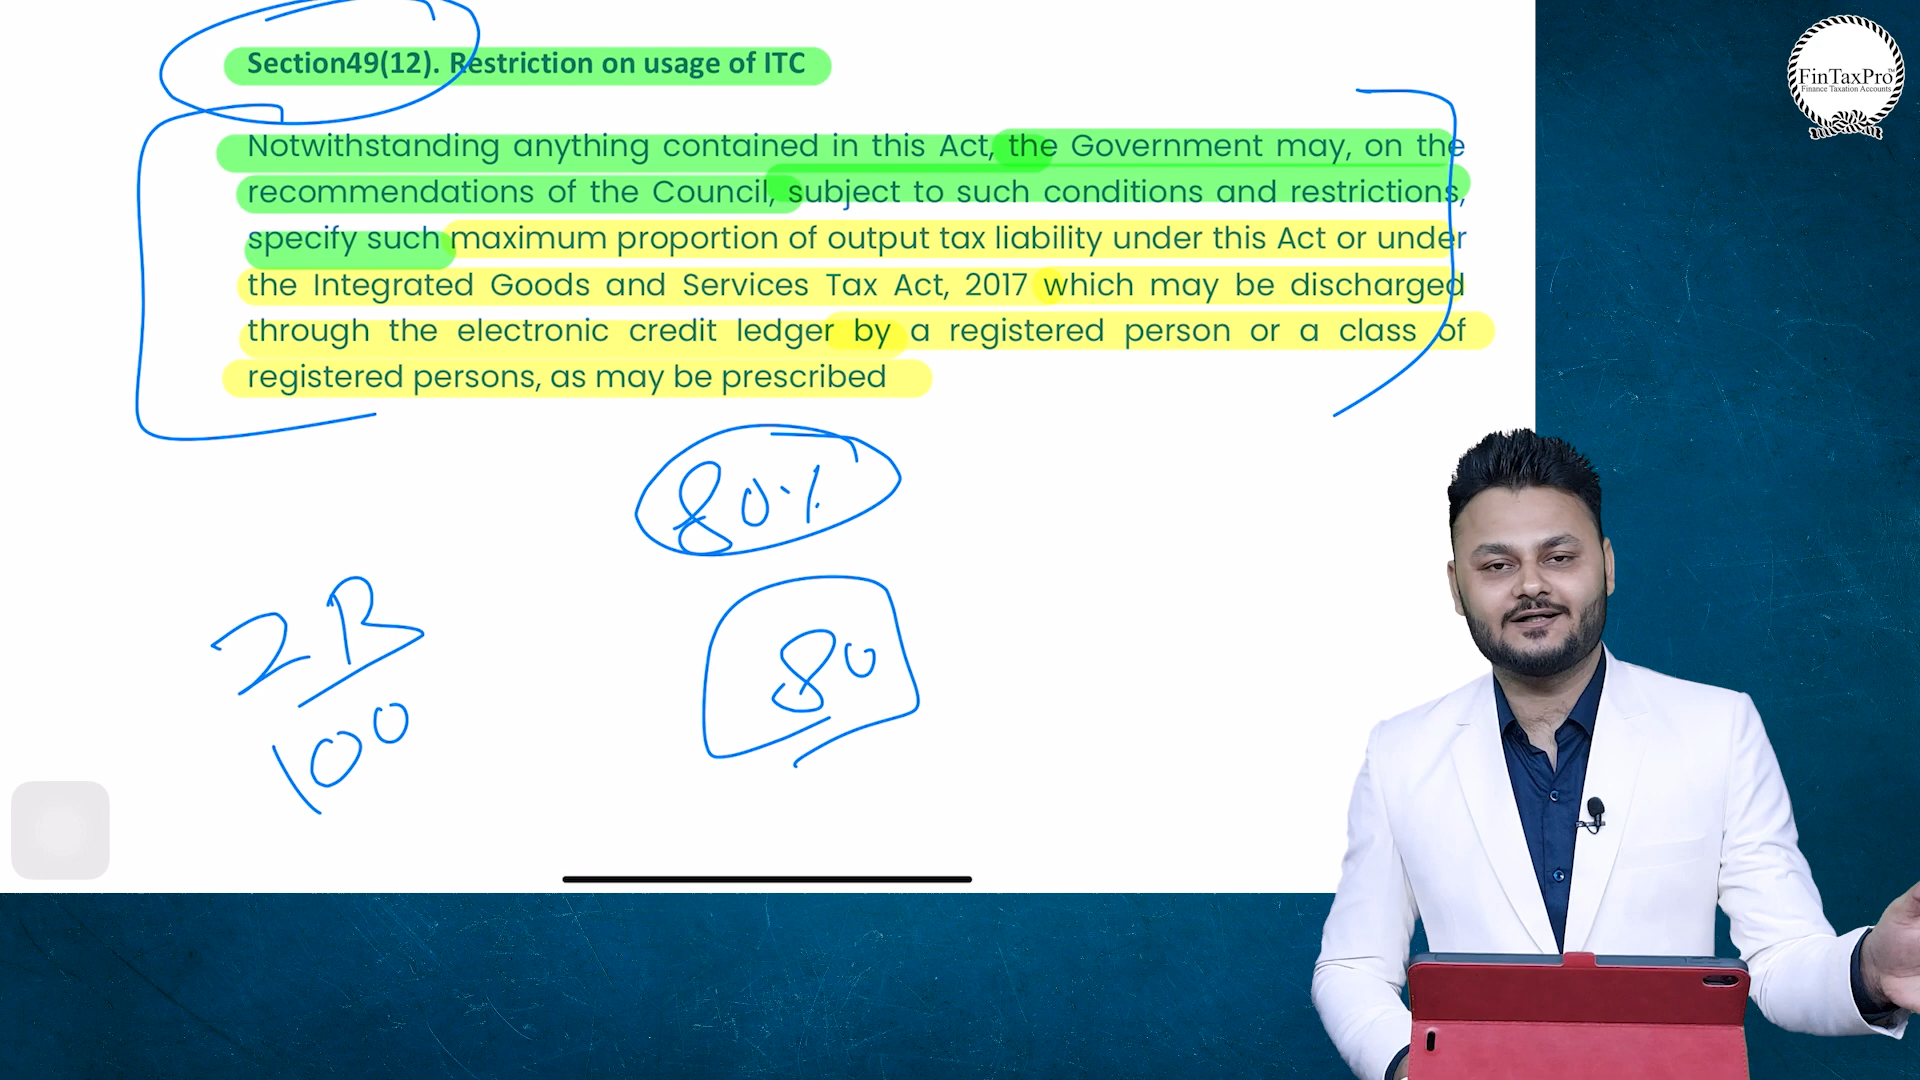 Section49(12). Restriction on usage of ITC
FinTaxPro
Finance Taxation Accounts
Notwithstanding anything contained in this Act, the Government may, on the
recommendations of the Council, subject to such conditions and restrictions,
specify such maximum proportion of output tax liability under this Act or under
the Integrated Goods and Services Tax Act, 2017 which may be discharged
through the electronic credit ledger by a registered person or a class of
registered persons, as may be prescribed
80%
2B
100
80